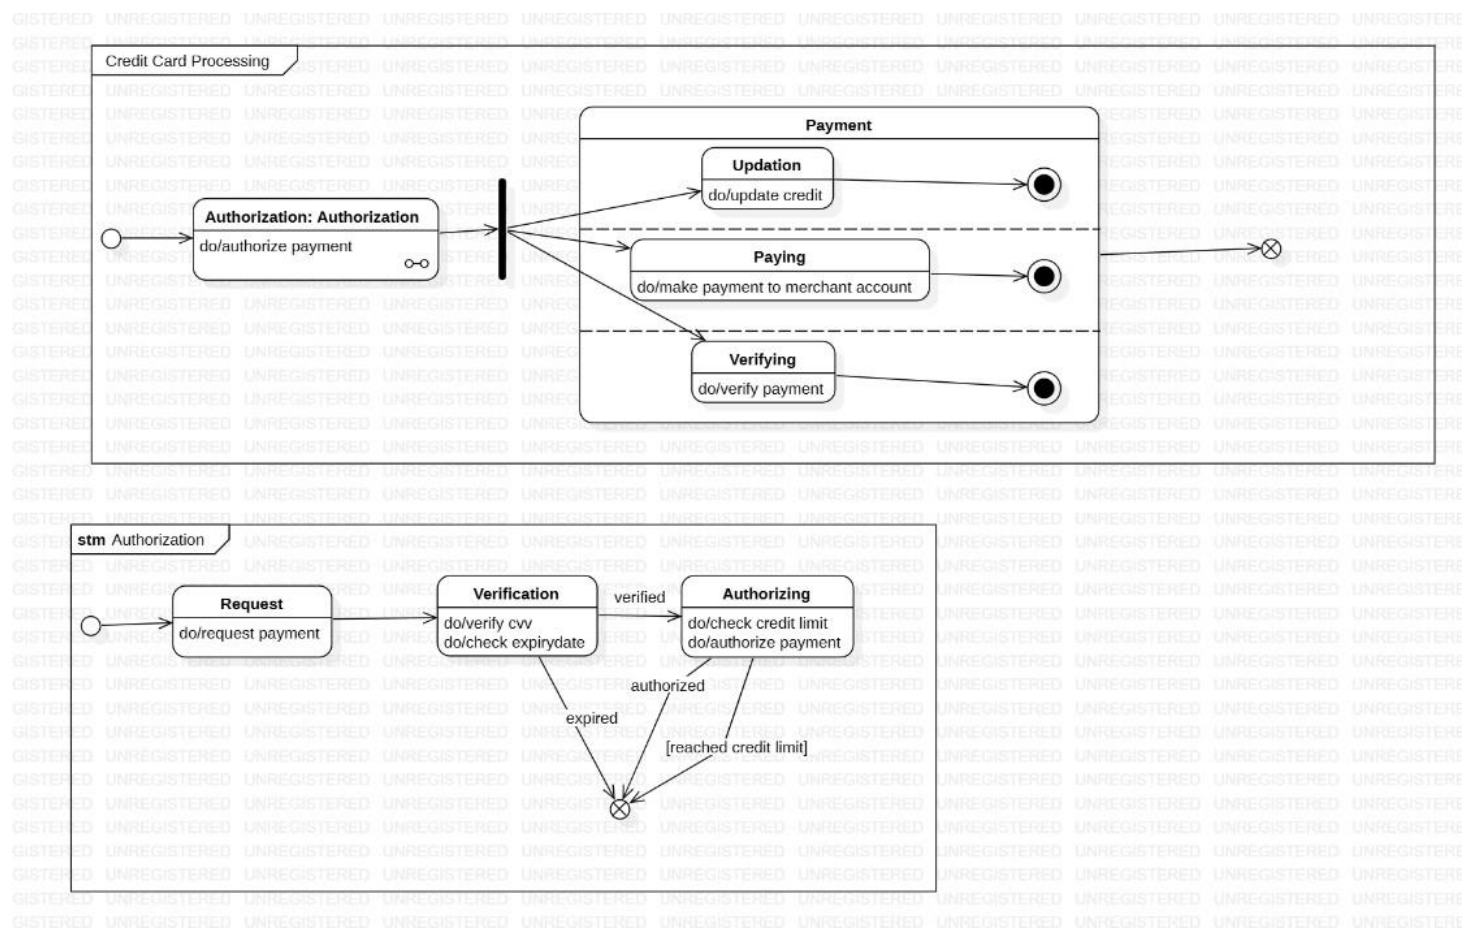 Credit Card Processing
Payment
Updation
do/update credit
Authorization: Authorization
do/authorize payment
Paying
do/make payment to merchant account
Verifying
do/verify payment
stm Authorization
Request
do/request payment
Verification
do/verify cvv
do/check expirydate
verified
Authorizing
do/check credit limit
do/authorize payment
authorized
expired
[reached credit limit]
UNREGISTERED